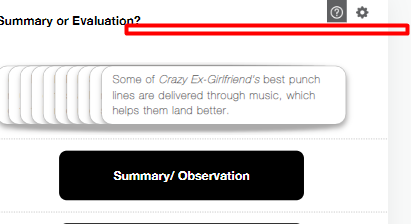 Summary or Evaluation?
Some of Crazy Ex-Girlfriend's best punch
lines are delivered through music, which
helps them land better.
Summary/ Observation